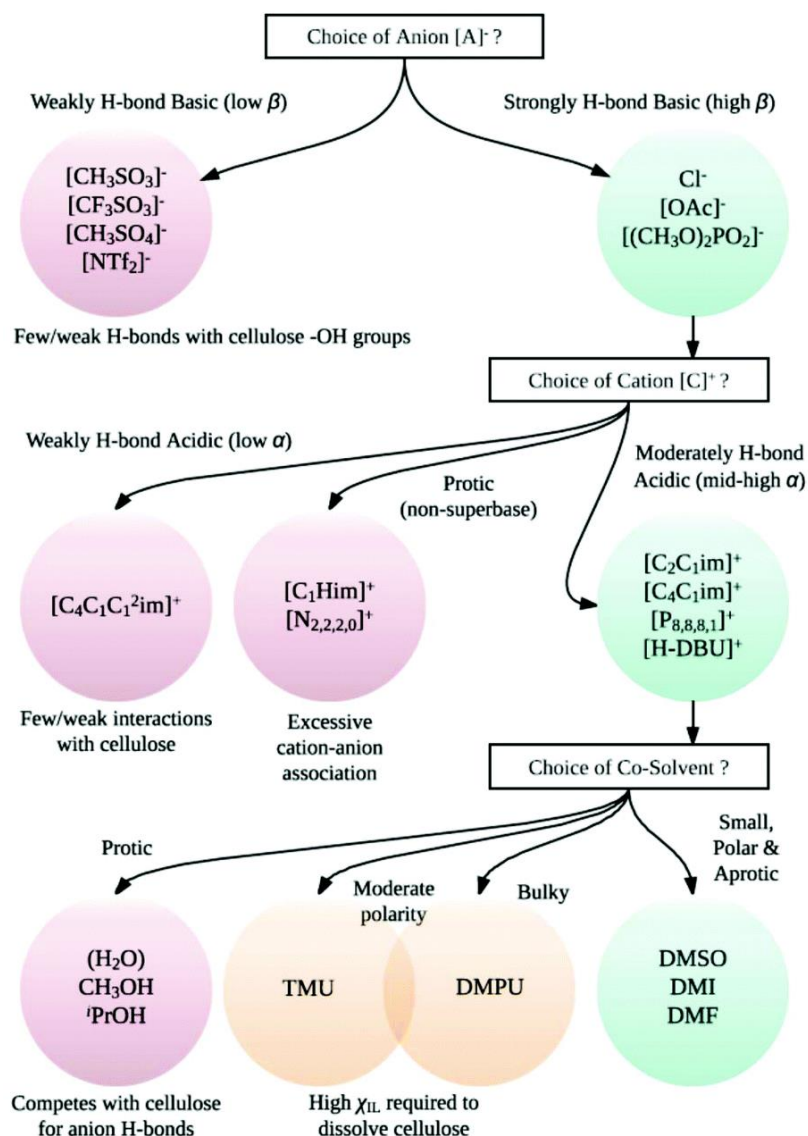 Choice of Anion [A]⁻ ?
Weakly H-bond Basic (low β)
Strongly H-bond Basic (high β)
[CH₃SO₃]⁻
[CF₃SO₃]⁻
[CH₃SO₄]⁻
[NTf₂]⁻
Cl⁻
[OAc]⁻
[(CH₃O)₂PO₂]⁻
Few/weak H-bonds with cellulose -OH groups
Choice of Cation [C]⁺ ?
Weakly H-bond Acidic (low α)
Protic
(non-superbase)
Moderately H-bond
Acidic (mid-high α)
[C₄C₁C₁²im]⁺
[C₁Him]⁺
[N₂,₂,₂,₀]⁺
[C₂C₁im]⁺
[C₄C₁im]⁺
[P₈,₈,₈,₁]⁺
[H-DBU]⁺
Few/weak interactions
with cellulose
Excessive
cation-anion
association
Choice of Co-Solvent ?
Protic
Moderate
polarity
Bulky
Small,
Polar &
Aprotic
(H₂O)
CH₃OH
ⁱPrOH
TMU
DMPU
DMSO
DMI
DMF
Competes with cellulose
for anion H-bonds
High χ_IL required to
dissolve cellulose